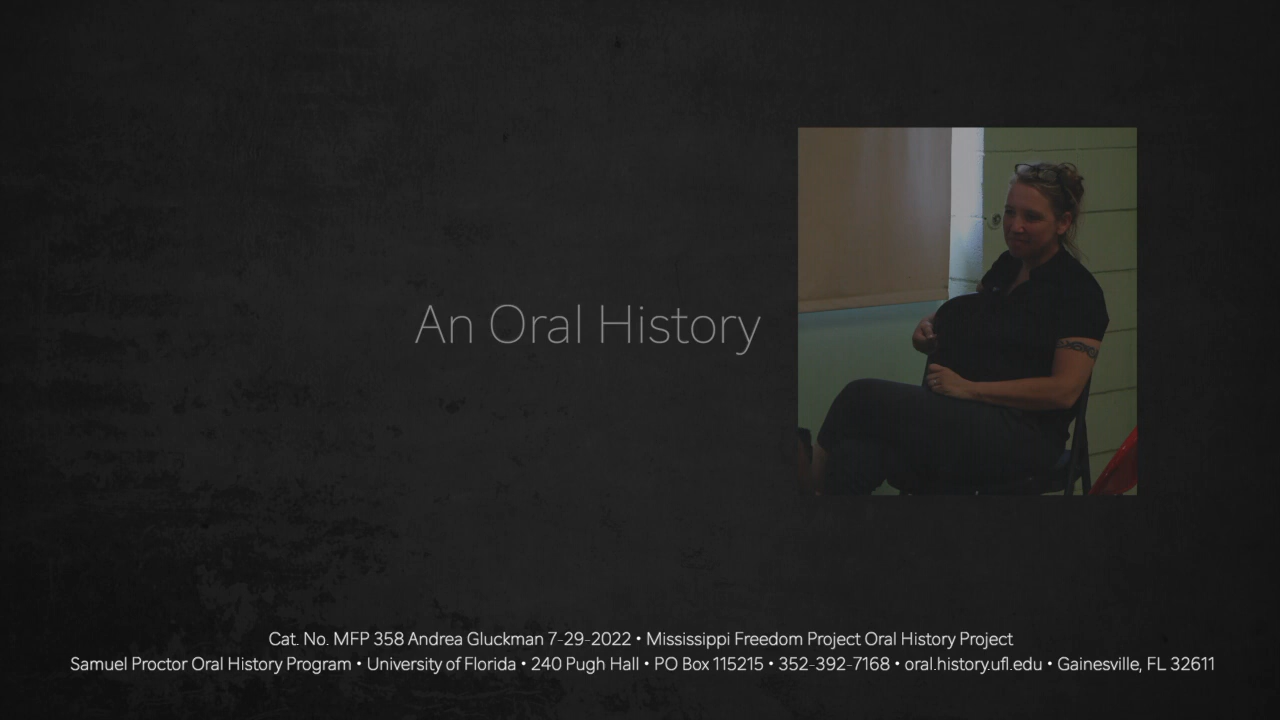 An Oral History
Cat. No. MFP 358 Andrea Gluckman 7-29-2022 • Mississippi Freedom Project Oral History Project
Samuel Proctor Oral History Program • University of Florida • 240 Pugh Hall • PO Box 115215 • 352-392-7168 • oral.history.ufl.edu • Gainesville, FL 32611